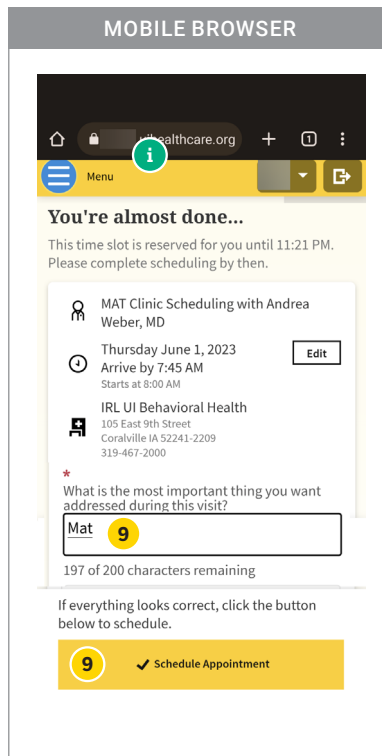 MOBILE BROWSER
healthcare.org
1
i
Menu
You're almost done...
This time slot is reserved for you until 11:21 PM.
Please complete scheduling by then.
MAT Clinic Scheduling with Andrea
Weber, MD
Thursday June 1, 2023
Edit
Arrive by 7:45 AM
Starts at 8:00 AM
IRL UI Behavioral Health
105 East 9th Street
Coralville IA 52241-2209
319-467-2000
*
What is the most important thing you want
addressed during this visit?
Mat
9
197 of 200 characters remaining
If everything looks correct, click the button
below to schedule.
9 ✓ Schedule Appointment